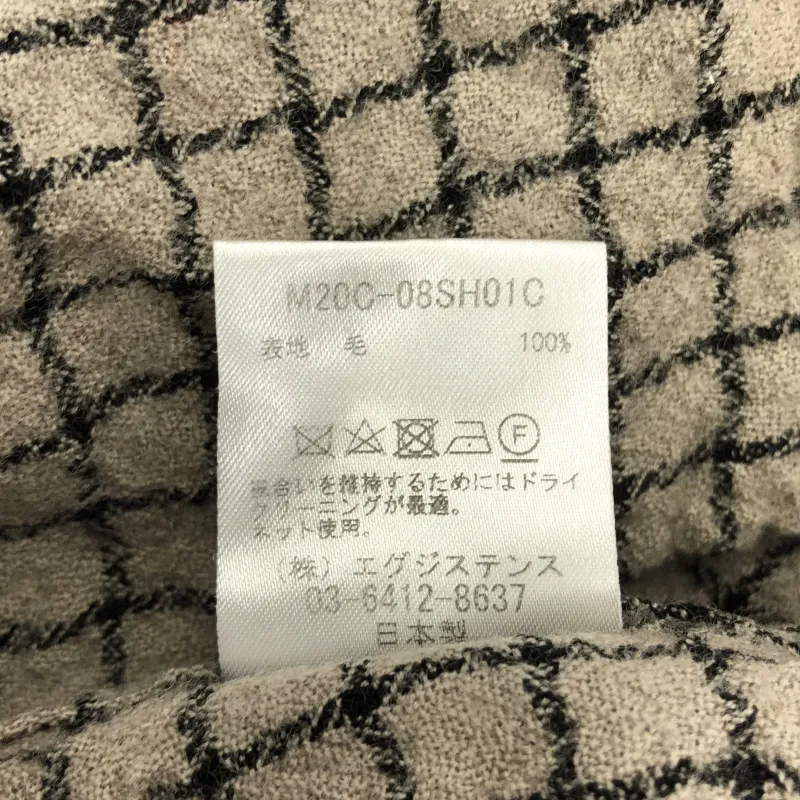 M20C-08SH01C
表地 毛 100%
風合いを維持するためにはドライ
クリーニングが最適。
ネット使用。
(株) エグジステンス
03-6412-8637
日本製